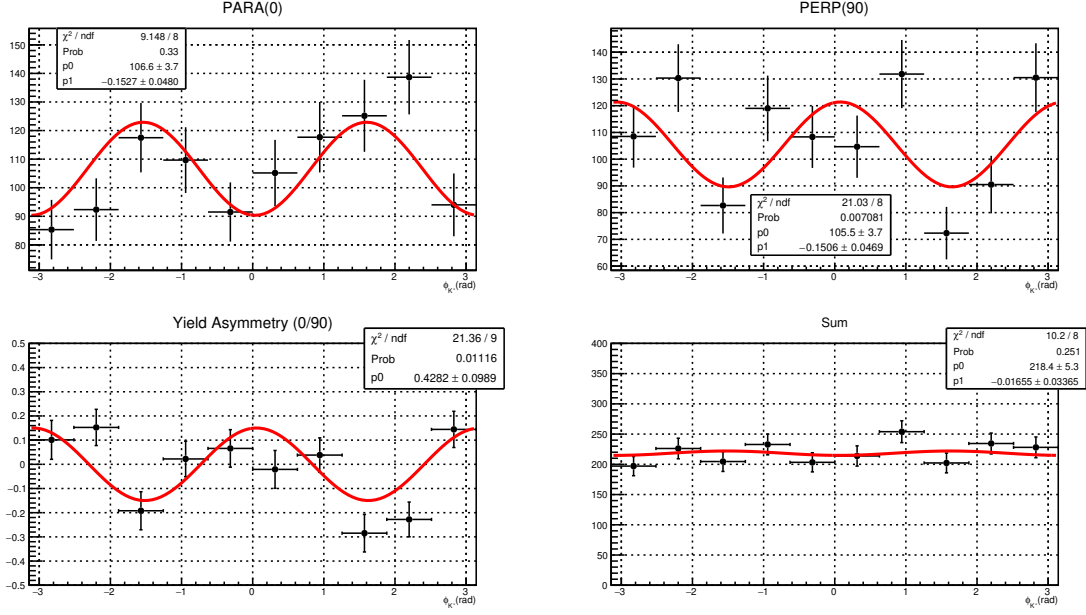 PARA(0)
χ² / ndf 9.148 / 8
Prob 0.33
p0 106.6 ± 3.7
p1 −0.1527 ± 0.0480
150
140
130
120
110
100
90
80
−3 −2 −1 0 1 2 3
ϕK⁺(rad)
PERP(90)
140
130
120
110
100
90
80
70
60
χ² / ndf 21.03 / 8
Prob 0.007081
p0 105.5 ± 3.7
p1 −0.1506 ± 0.0469
−3 −2 −1 0 1 2 3
ϕK⁺(rad)
Yield Asymmetry (0/90)
χ² / ndf 21.36 / 9
Prob 0.01116
p0 0.4282 ± 0.0989
0.5
0.4
0.3
0.2
0.1
0
−0.1
−0.2
−0.3
−0.4
−0.5
−3 −2 −1 0 1 2 3
ϕK⁺(rad)
Sum
χ² / ndf 10.2 / 8
Prob 0.251
p0 218.4 ± 5.3
p1 −0.01655 ± 0.03365
400
350
300
250
200
150
100
50
0
−3 −2 −1 0 1 2 3
ϕK⁺(rad)